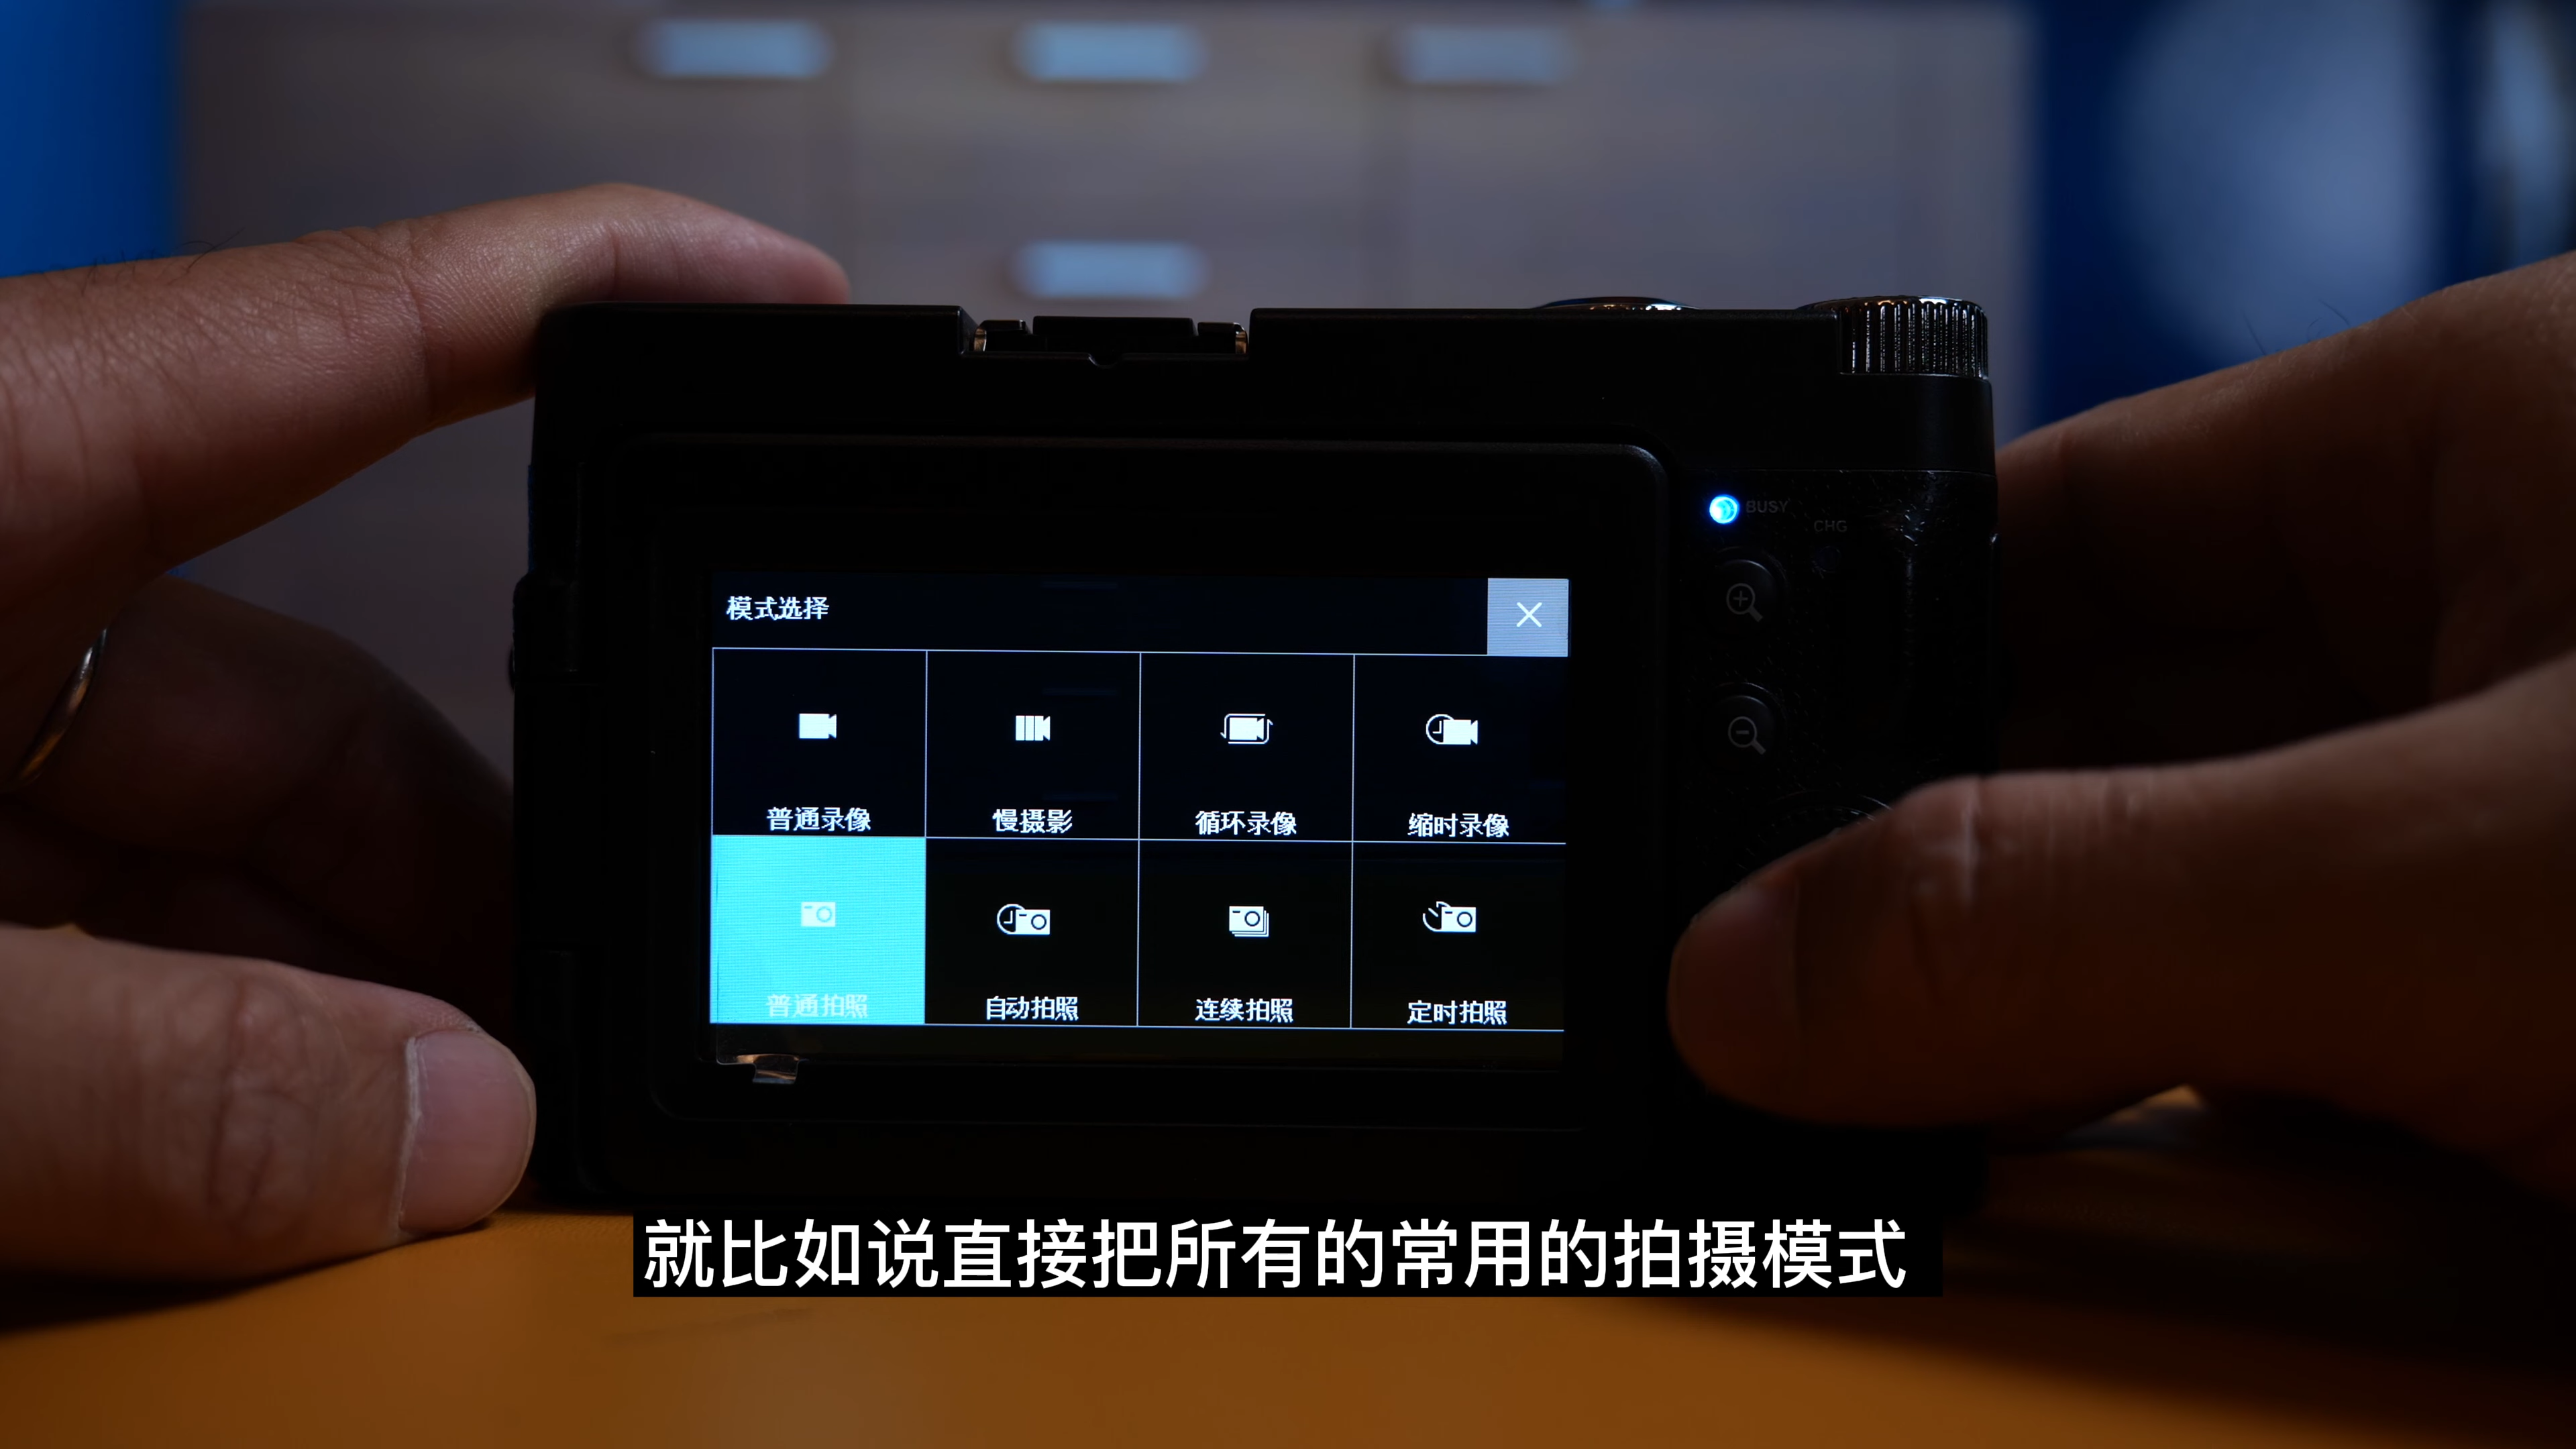 BUSY
CHG
模式选择
普通录像
慢摄影
循环录像
缩时录像
普通拍照
自动拍照
连续拍照
定时拍照
就比如说直接把所有的常用的拍摄模式